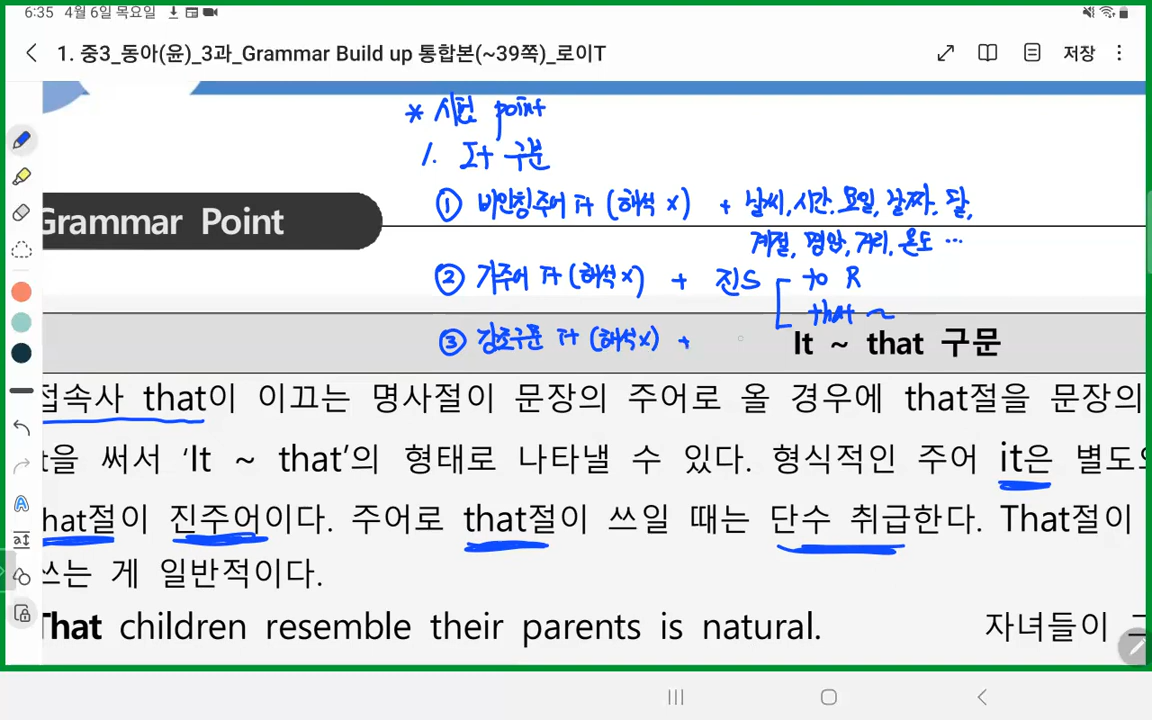 6:35 4월 6일 목요일
1. 중3_동아(윤)_3과_Grammar Build up 통합본(~39쪽)_로이T
저장
* 시험 point
1. It 구문
Grammar Point
① 비인칭주어 It (해석 X) + 날씨, 시간, 요일, 날짜, 달,
계절, 명암, 거리, 온도 …
② 가주어 It (해석 X) + 진S to R
that ~
③ 강조구문 It (해석 X) +
It ~ that 구문
접속사 that이 이끄는 명사절이 문장의 주어로 올 경우에 that절을 문장의
t을 써서 ‘It ~ that’의 형태로 나타낼 수 있다. 형식적인 주어 it은 별도의
hat절이 진주어이다. 주어로 that절이 쓰일 때는 단수 취급한다. That절이
쓰는 게 일반적이다.
That children resemble their parents is natural. 자녀들이 그